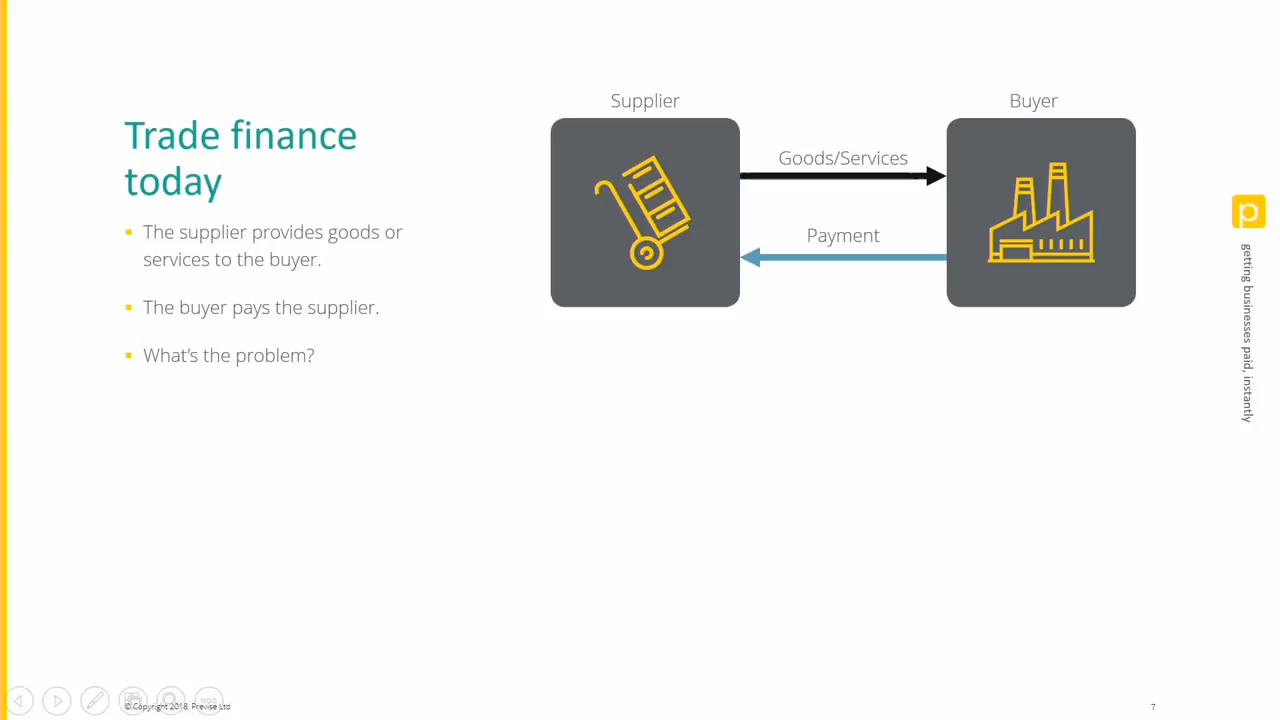 Trade finance
today
▪ The supplier provides goods or
services to the buyer.
▪ The buyer pays the supplier.
▪ What's the problem?
Supplier
Buyer
Goods/Services
Payment
p
getting businesses paid, instantly
© Copyright 2018, Previse Ltd
7